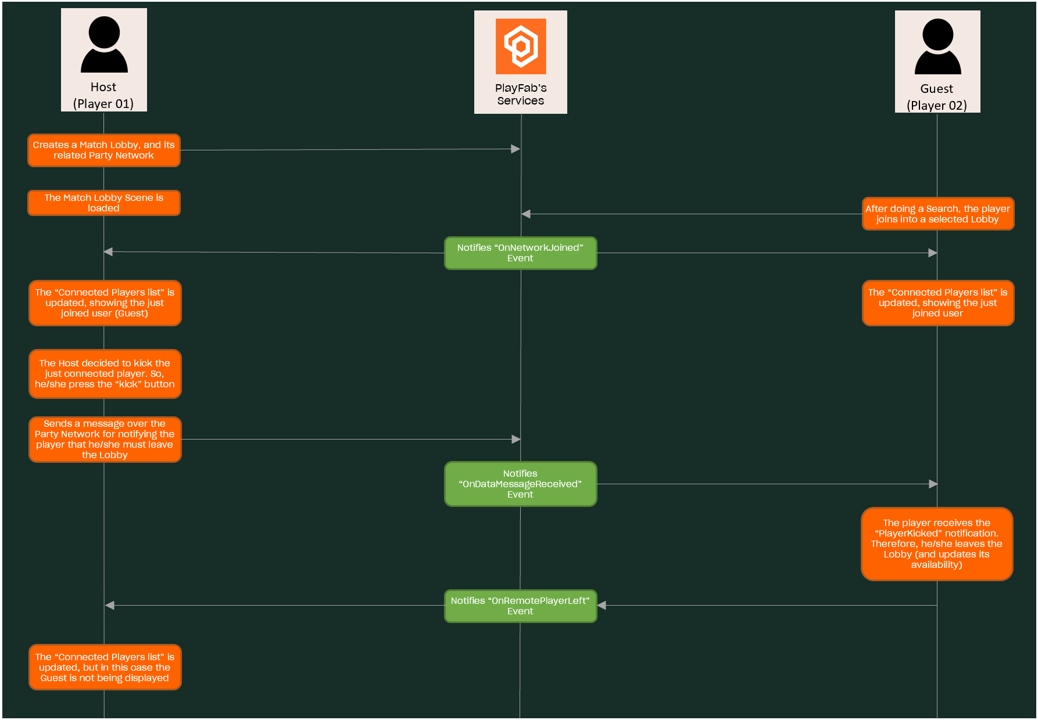 Host
(Player 01)
PlayFab's
Services
Guest
(Player 02)
Creates a Match Lobby, and its
related Party Network
The Match Lobby Scene is
loaded
After doing a Search, the player
joins into a selected Lobby
Notifies "OnNetworkJoined"
Event
The "Connected Players list" is
updated, showing the just
joined user (Guest)
The "Connected Players list" is
updated, showing the just
joined user
The Host decided to kick the
just connected player. So,
he/she press the "kick" button
Sends a message over the
Party Network for notifying the
player that he/she must leave
the Lobby
Notifies
"OnDataMessageReceived"
Event
The player receives the
"PlayerKicked" notification.
Therefore, he/she leaves the
Lobby (and updates its
availability)
Notifies "OnRemotePlayerLeft"
Event
The "Connected Players list" is
updated, but in this case the
Guest is not being displayed